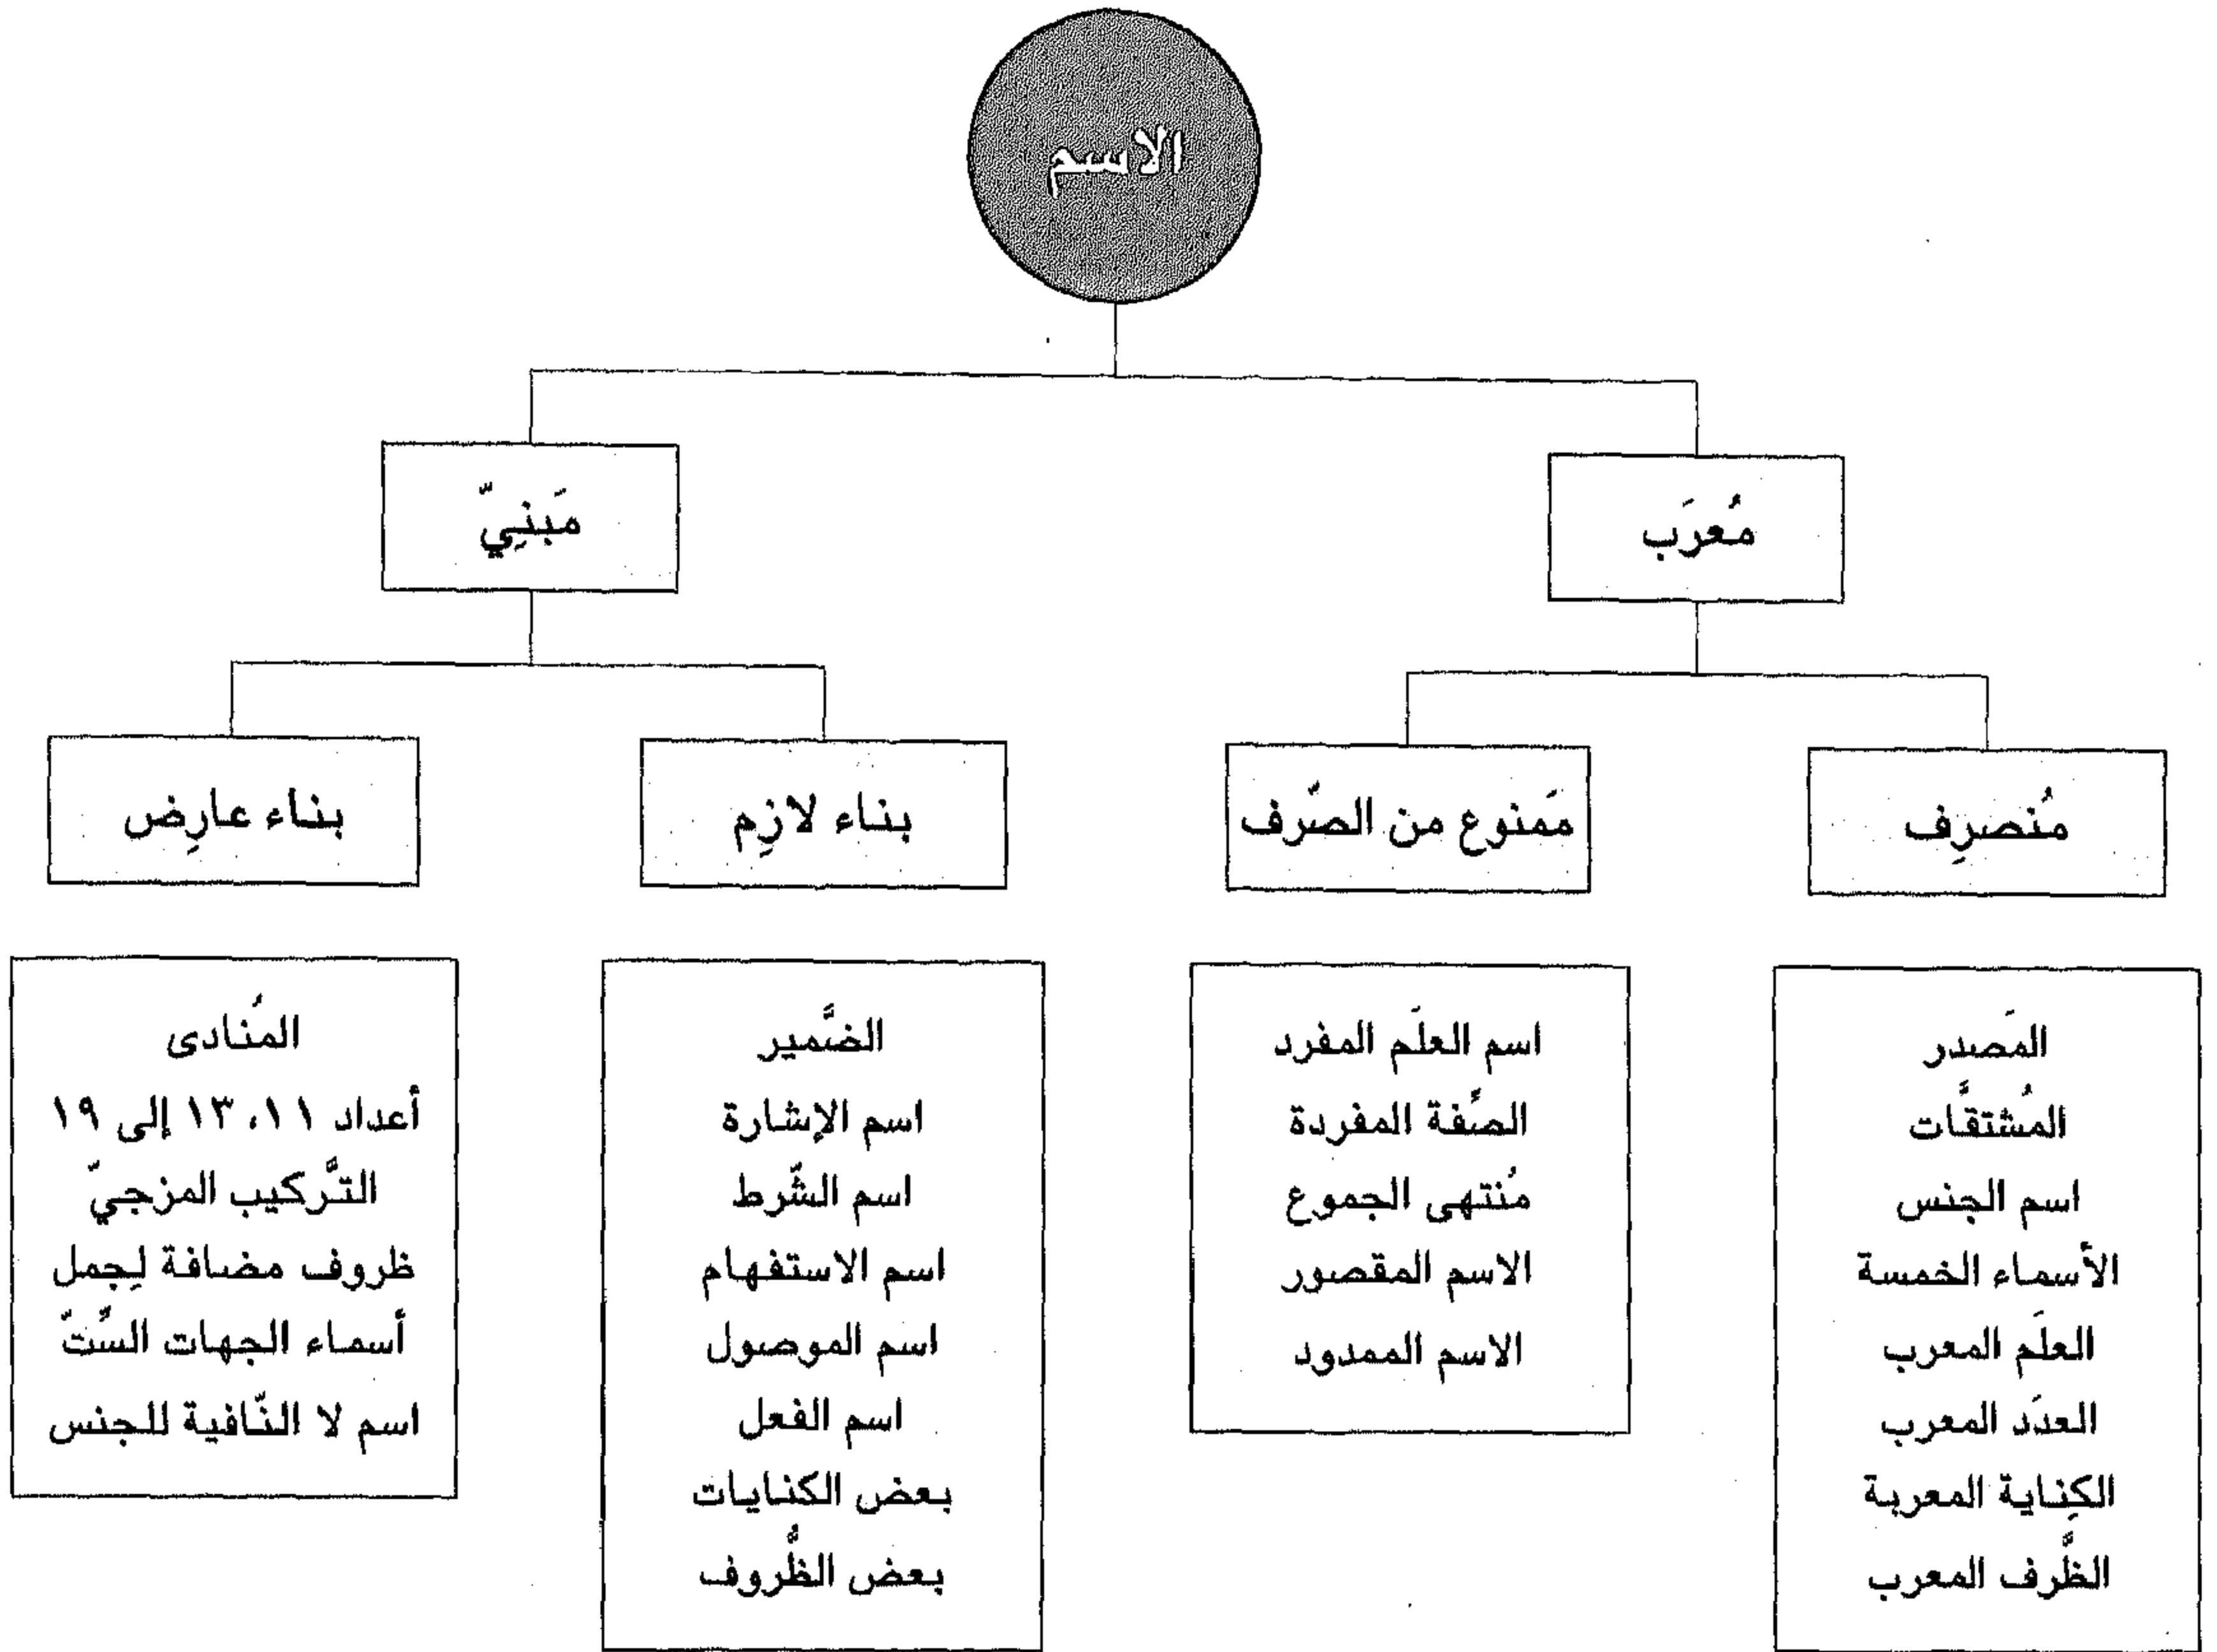 الاسم
مُعرَب
مَبنِيّ
مُنصرِف
مَمنوع من الصَّرف
بناء لازِم
بناء عارِض
المَصدر
المُشتقَّات
اسم الجِنس
الأسماء الخمسة
العلَم المعرب
العدَد المعرب
الكِناية المعربة
الظَّرف المعرب
اسم العلَم المفرد
الصِّفة المفردة
مُنتهى الجموع
الاسم المقصور
الاسم الممدود
الضَّمير
اسم الإشارة
اسم الشَّرط
اسم الاستفهام
اسم الموصول
اسم الفعل
بعض الكنايات
بعض الظُّروف
المُنادى
أعداد ١١، ١٣ إلى ١٩
التَّركيب المزجيّ
ظروف مضافة لِجمل
أسماء الجهات السِّتّ
اسم لا النَّافية للجنس